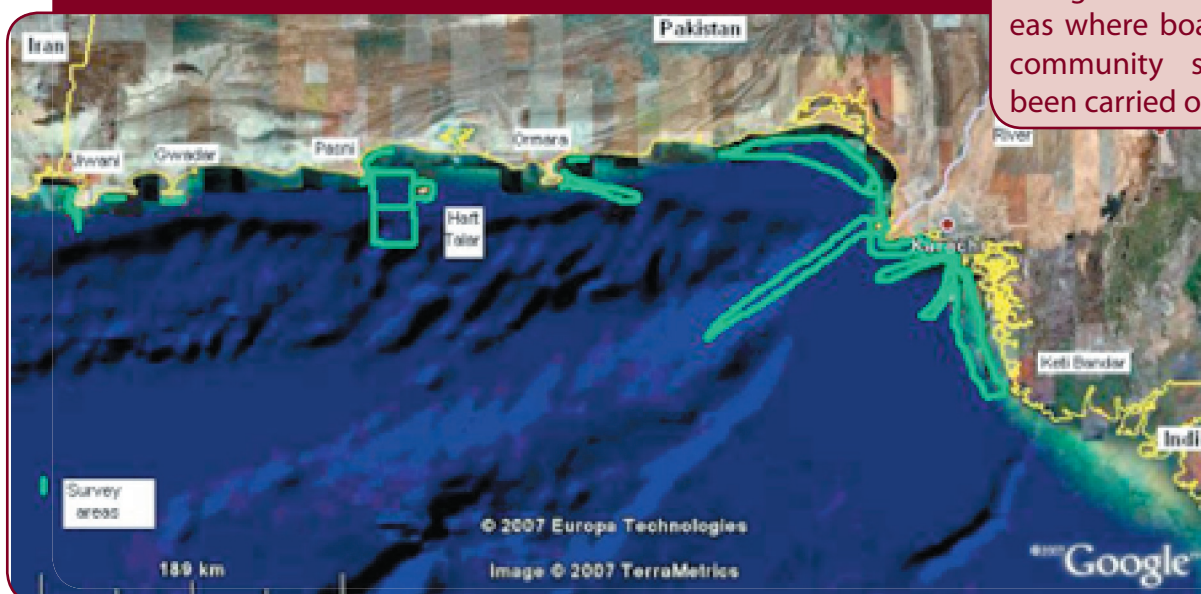 eas where boa
community s
been carried o
Iran
Pakistan
River
Jiwani
Gwadar
Pasni
Ormara
Haft
Talar
Karachi
Keti Bandar
Indi
Survey
areas
© 2007 Europa Technologies
189 km
Image © 2007 TerraMetrics
©2007 Google